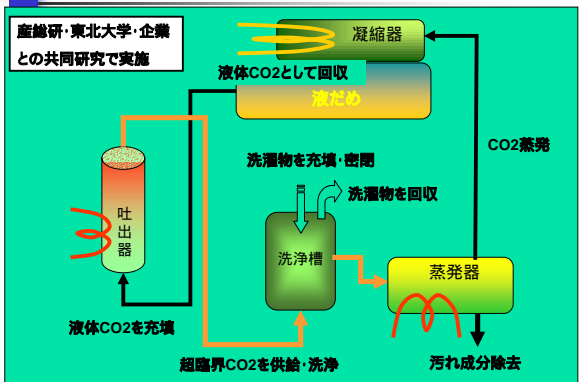 産総研･東北大学･企業
との共同研究で実施
凝縮器
液体CO2として回収
液だめ
CO2蒸発
洗濯物を充填･密閉
洗濯物を回収
吐
出
器
洗浄槽
蒸発器
液体CO2を充填
超臨界CO2を供給･洗浄
汚れ成分除去